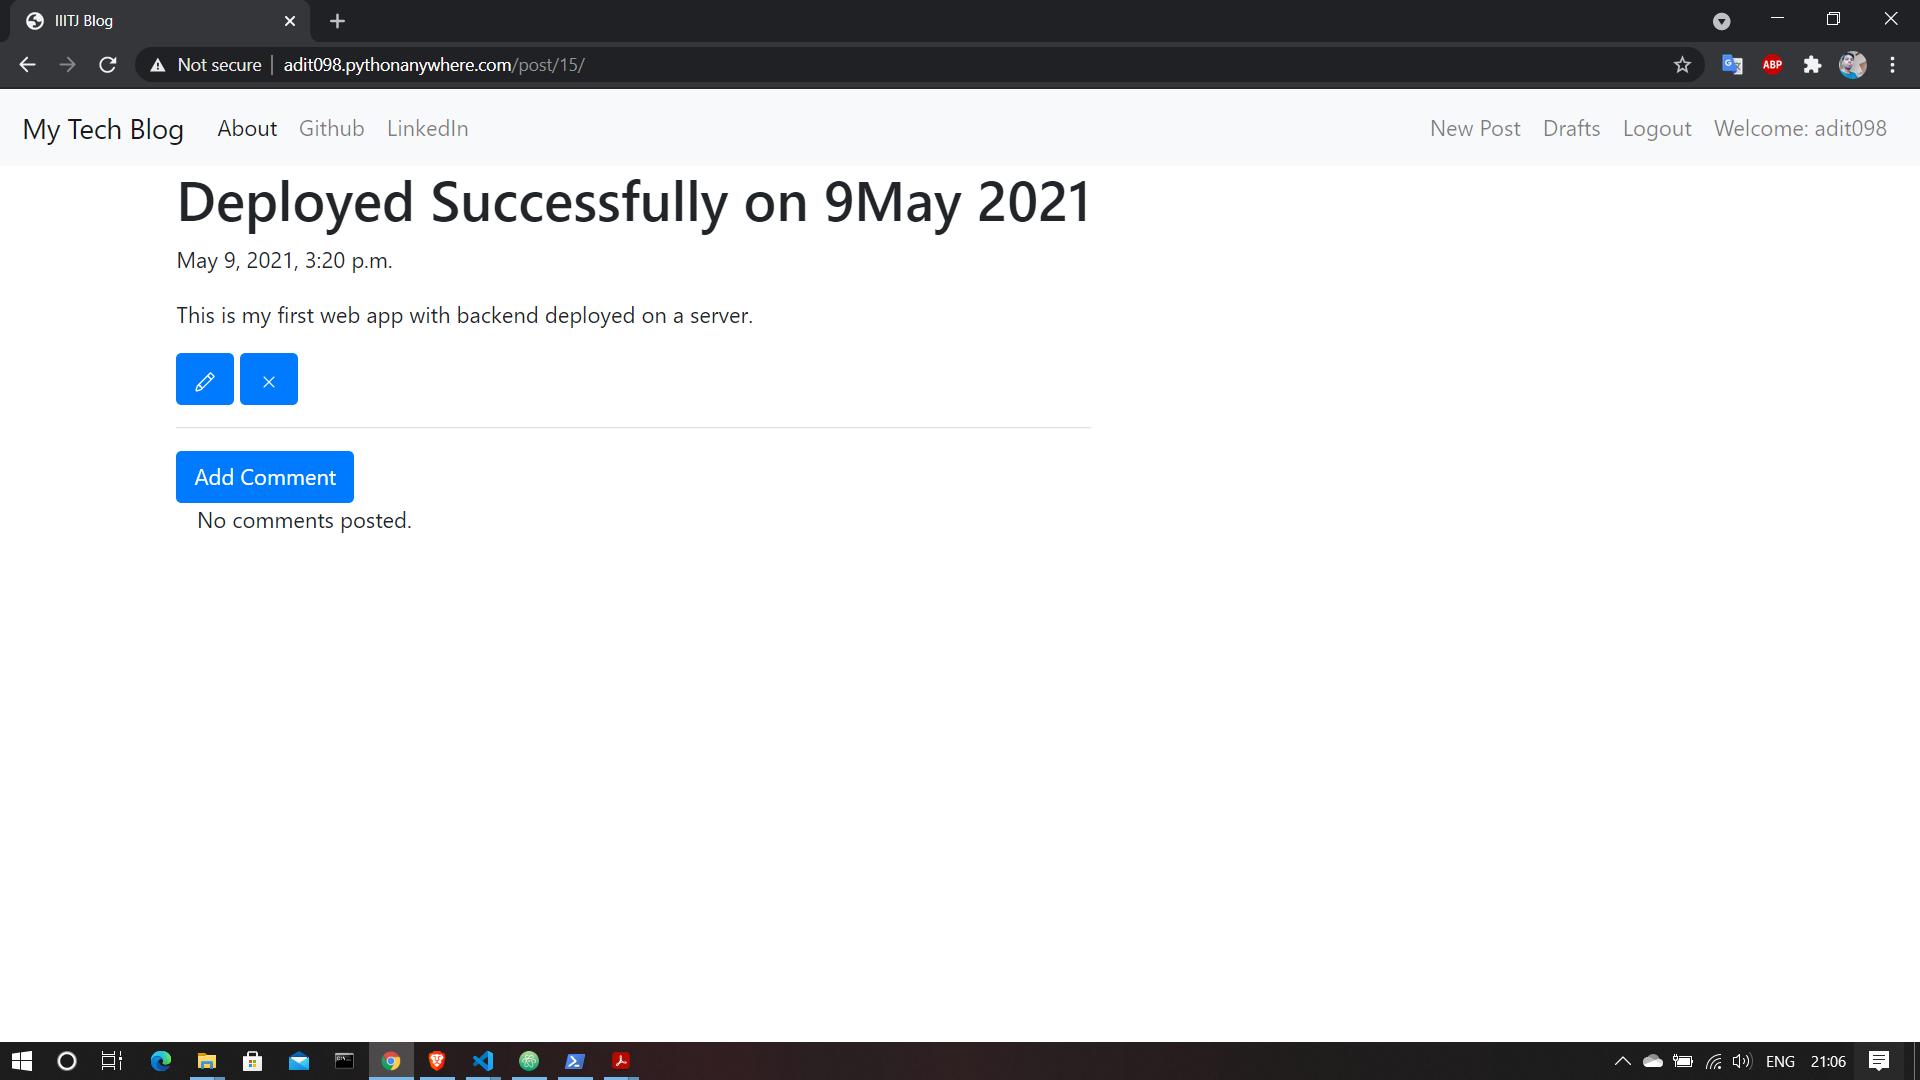 IIITJ Blog
Not secure | adit098.pythonanywhere.com/post/15/
ABP
My Tech Blog About Github LinkedIn New Post Drafts Logout Welcome: adit098
Deployed Successfully on 9May 2021
May 9, 2021, 3:20 p.m.
This is my first web app with backend deployed on a server.
Add Comment
No comments posted.
ENG 21:06